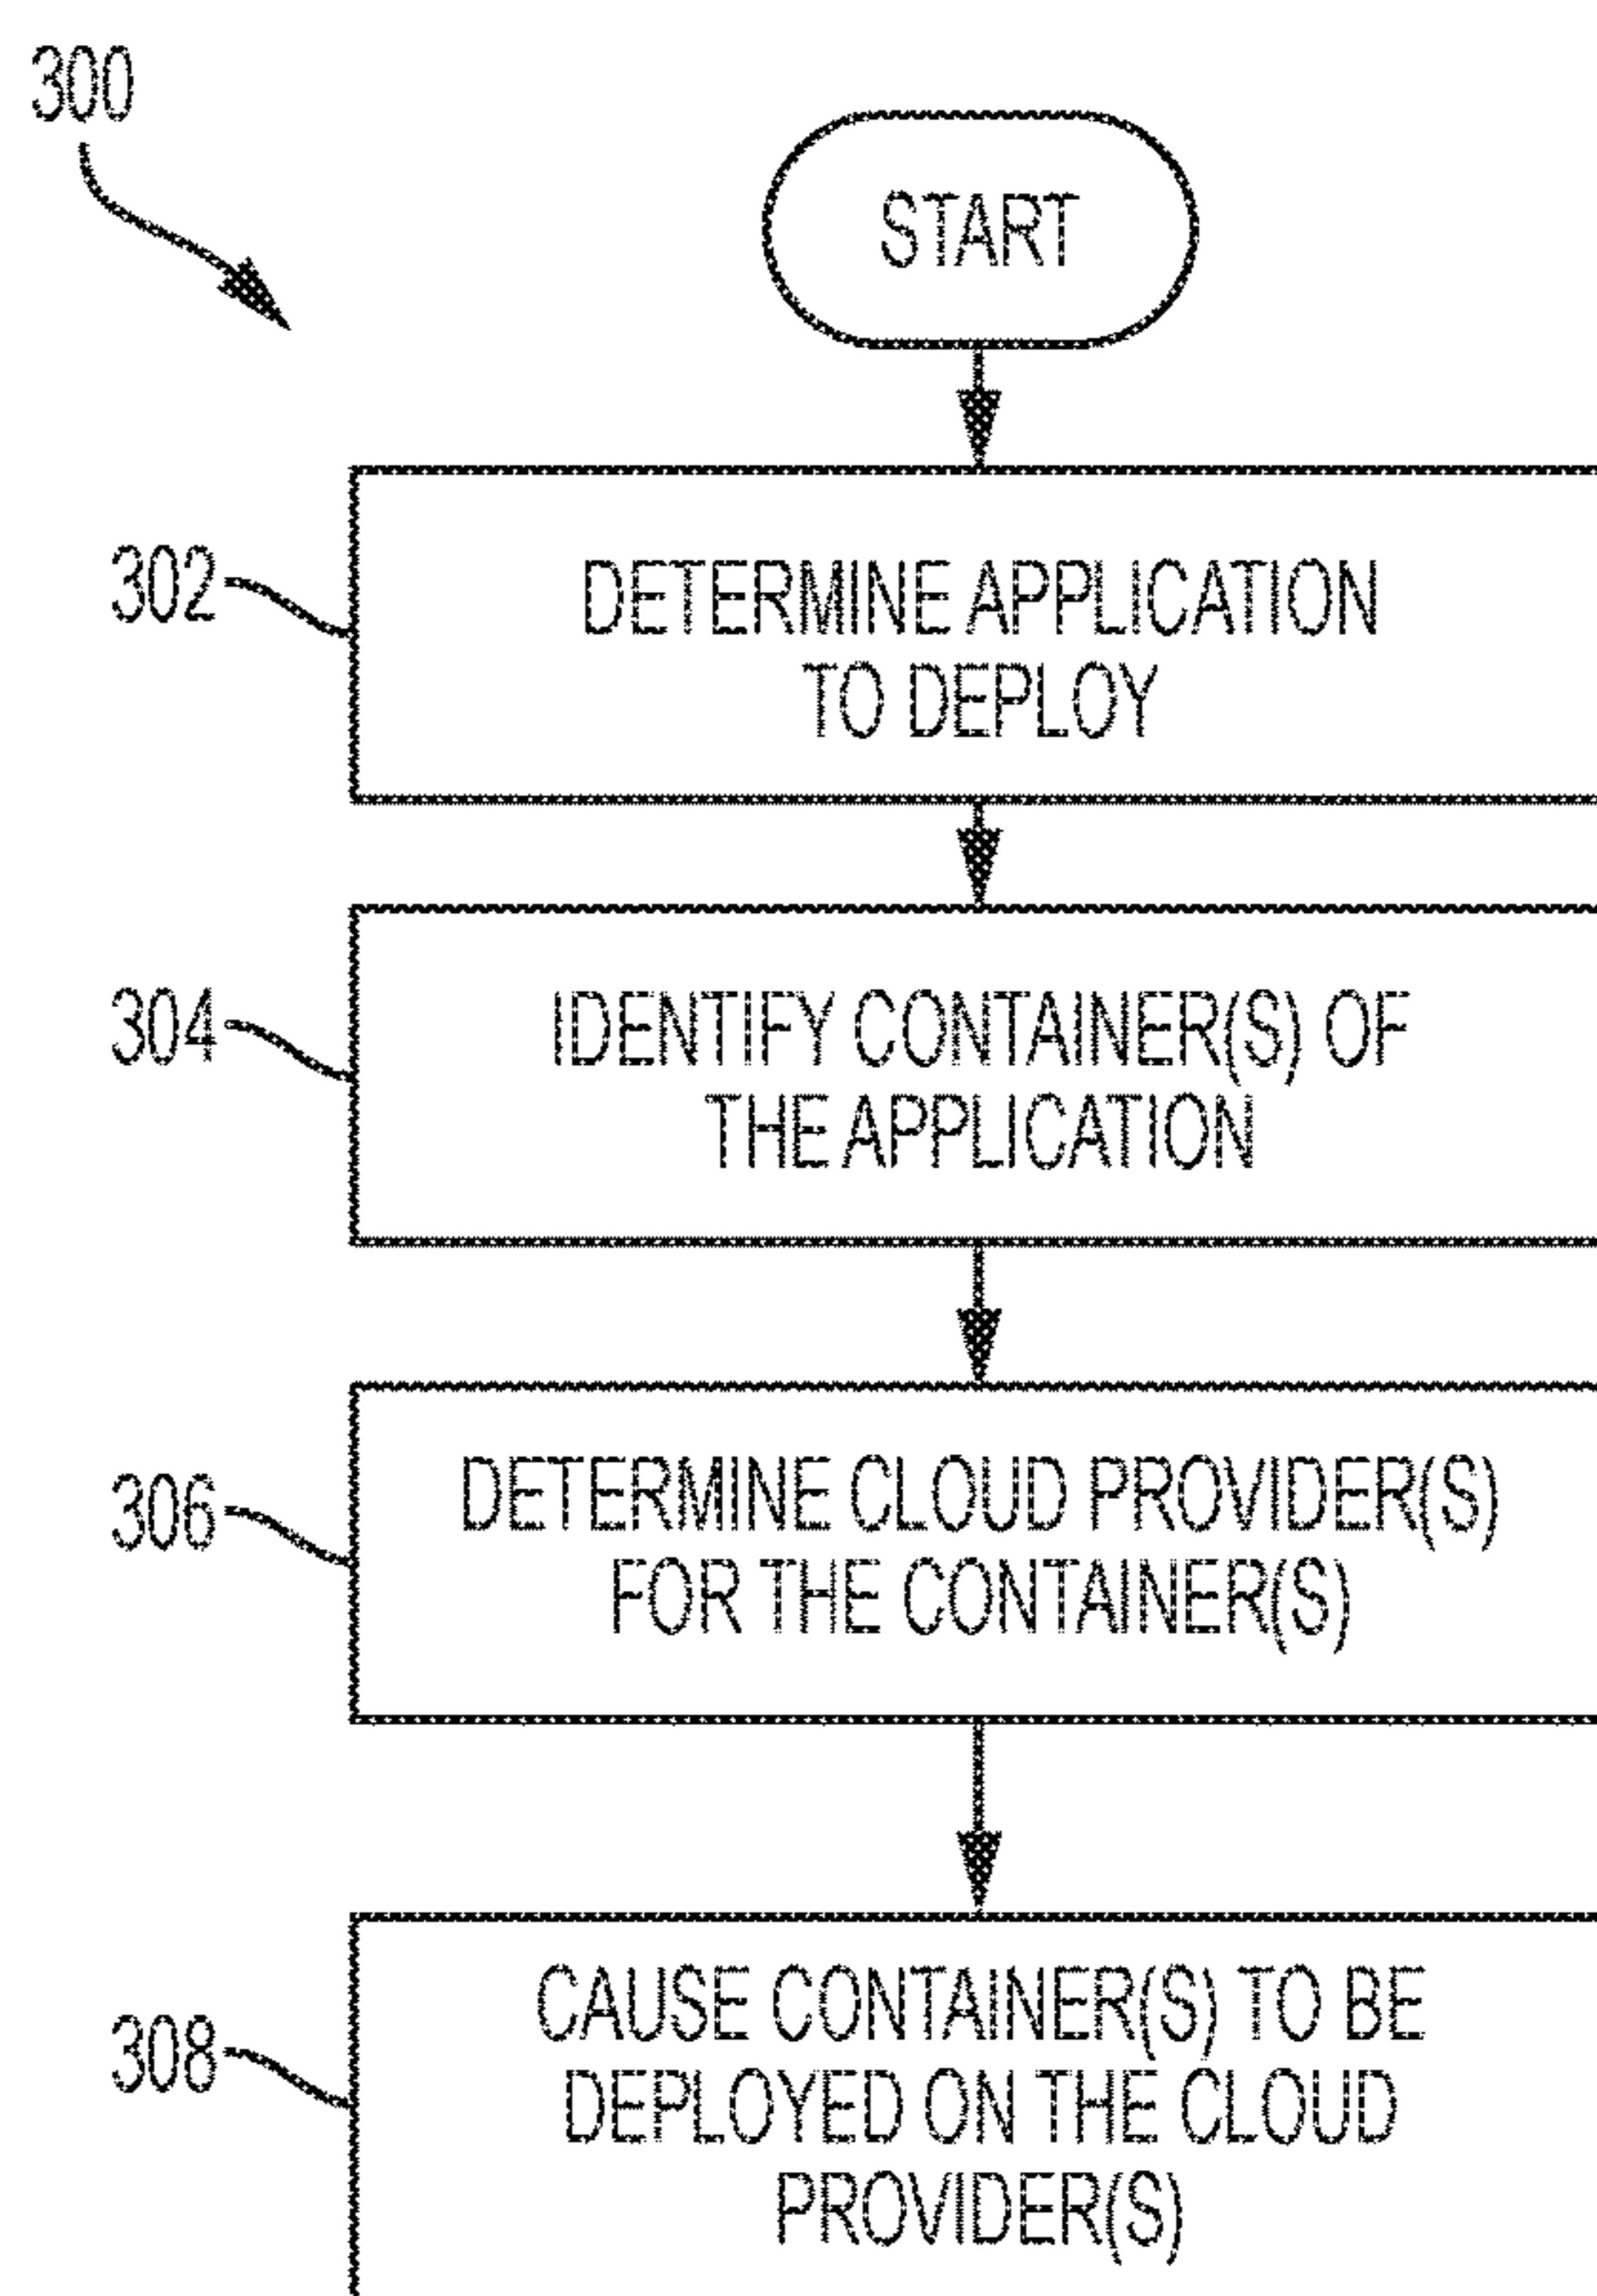 300
START
302
DETERMINE APPLICATION
TO DEPLOY
304
IDENTIFY CONTAINER(S) OF
THE APPLICATION
306
DETERMINE CLOUD PROVIDER(S)
FOR THE CONTAINER(S)
308
CAUSE CONTAINER(S) TO BE
DEPLOYED ON THE CLOUD
PROVIDER(S)